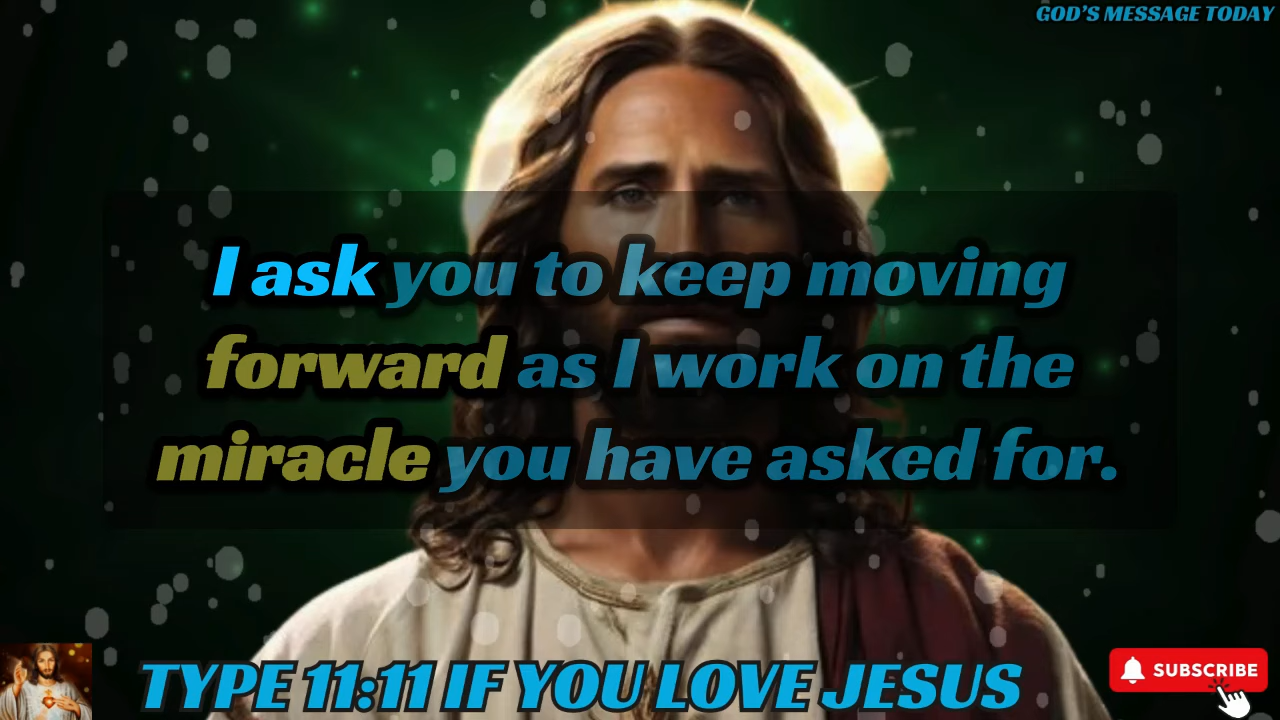 GOD'S MESSAGE TODAY
I ask you to keep moving
forward as I work on the
miracle you have asked for.
TYPE 11:11 IF YOU LOVE JESUS
SUBSCRIBE